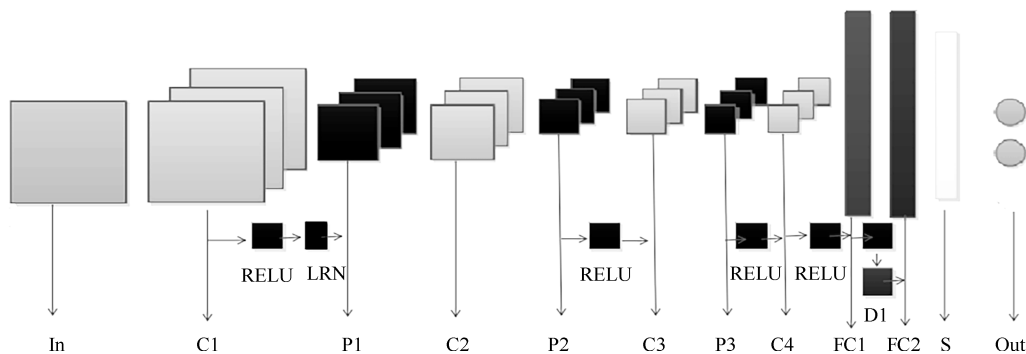 RELU LRN RELU RELU RELU
D1
In C1 P1 C2 P2 C3 P3 C4 FC1 FC2 S Out